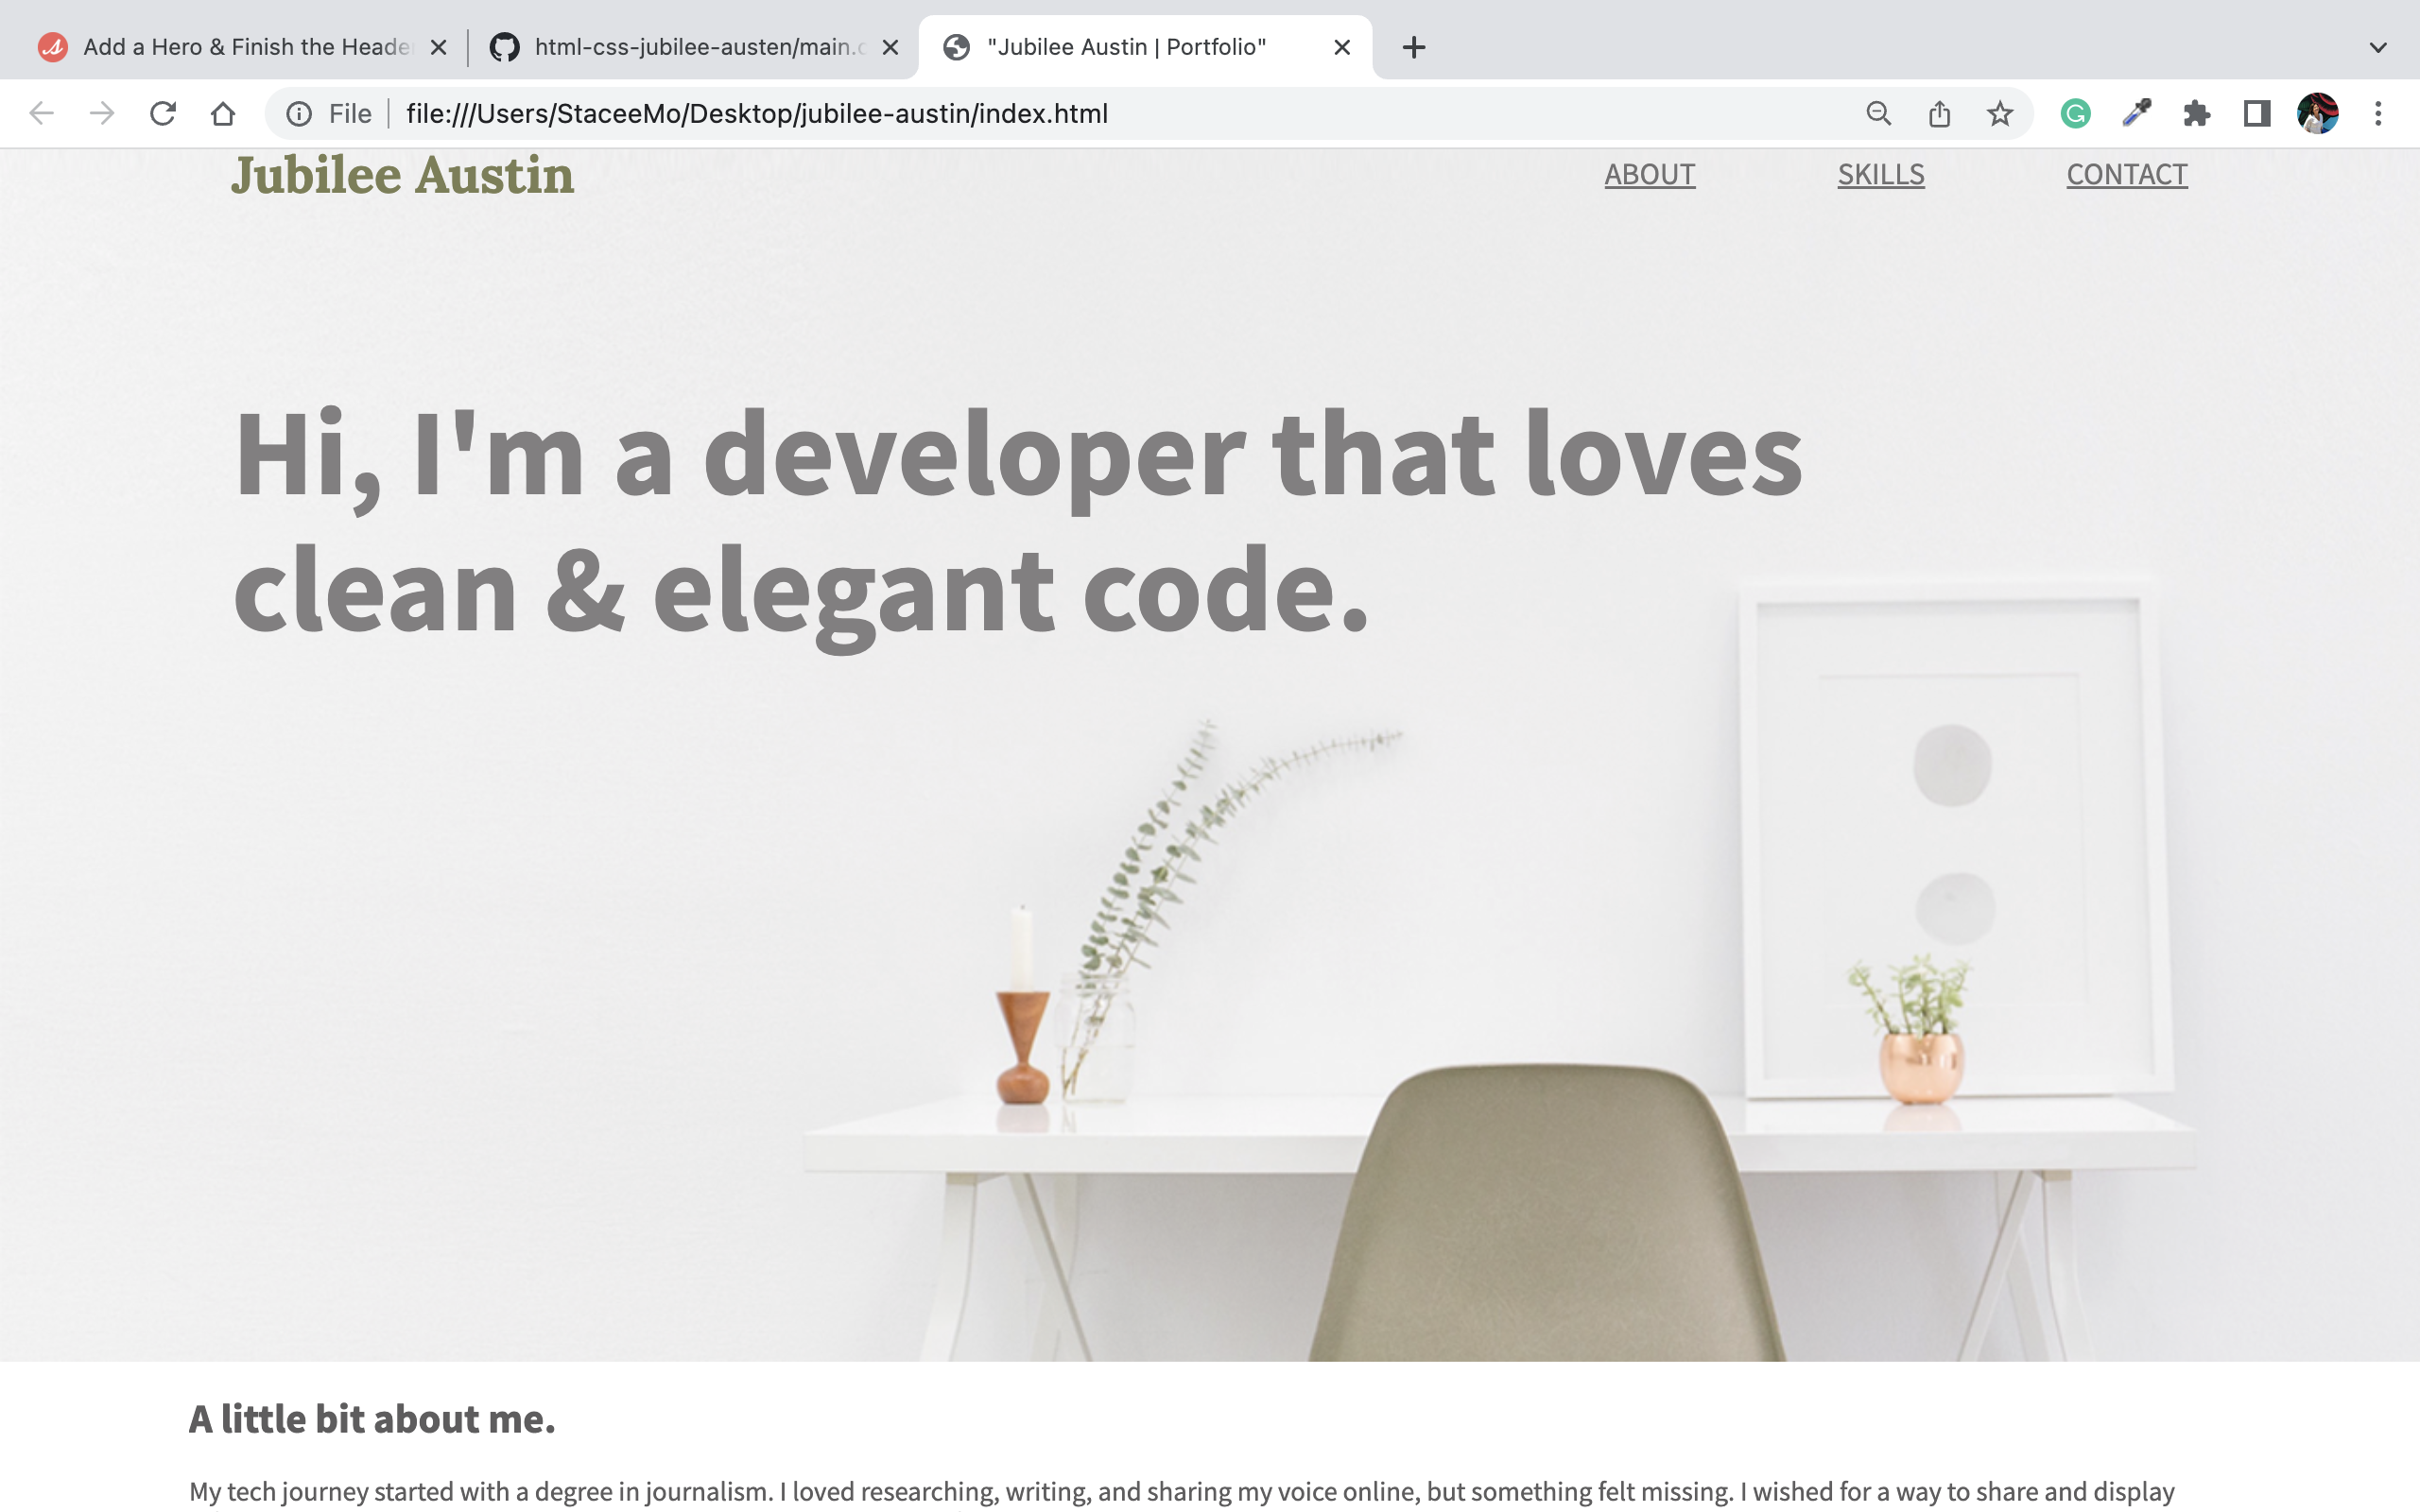 Add a Hero & Finish the Header
html-css-jubilee-austen/main.c
"Jubilee Austin | Portfolio"
File
file:///Users/StaceeMo/Desktop/jubilee-austin/index.html
Jubilee Austin
ABOUT
SKILLS
CONTACT
Hi, I'm a developer that loves
clean & elegant code.
A little bit about me.
My tech journey started with a degree in journalism. I loved researching, writing, and sharing my voice online, but something felt missing. I wished for a way to share and display